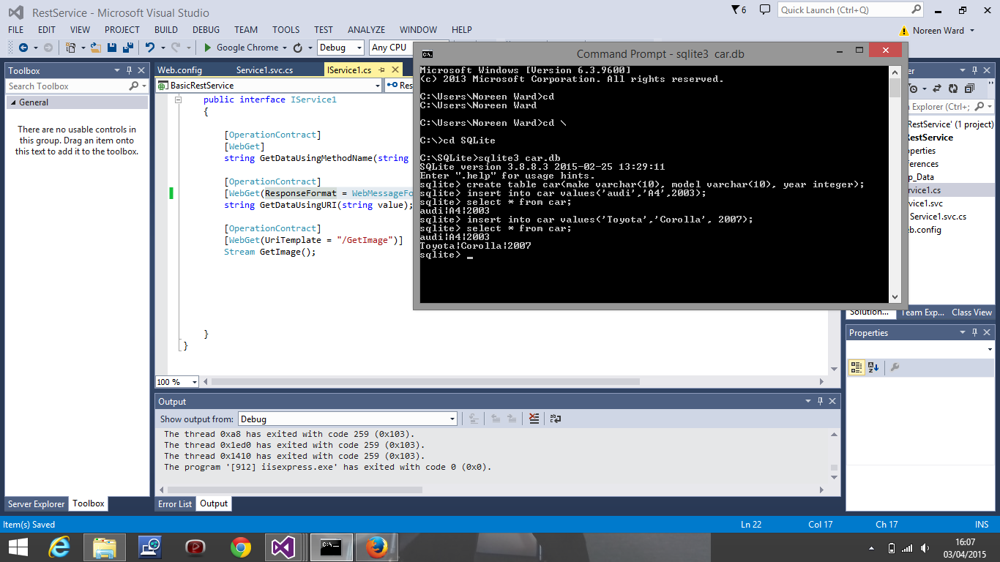 RestService - Microsoft Visual Studio
6
Quick Launch (Ctrl+Q)
FILE EDIT VIEW PROJECT BUILD DEBUG TEAM TOOLS TEST ANALYZE WINDOW HELP
Noreen Ward
Google Chrome
Debug
Any CPU
Toolbox
Search Toolbox
General
There are no usable controls in
this group. Drag an item onto
this text to add it to the toolbox.
Server Explorer
Toolbox
Web.config
Service1.svc.cs
IService1.cs
BasicRestService
Res
public interface IService1
{
[OperationContract]
[WebGet]
string GetDataUsingMethodName(string
[OperationContract]
[WebGet(ResponseFormat = WebMessageFo
string GetDataUsingURI(string value);
[OperationContract]
[WebGet(UriTemplate = "/GetImage")]
Stream GetImage();
}
}
100 %
Command Prompt - sqlite3 car.db
Microsoft Windows [Version 6.3.9600]
(c) 2013 Microsoft Corporation. All rights reserved.
C:\Users\Noreen Ward>cd
C:\Users\Noreen Ward
C:\Users\Noreen Ward>cd \
C:\>cd SQLite
C:\SQLite>sqlite3 car.db
SQLite version 3.8.8.3 2015-02-25 13:29:11
Enter ".help" for usage hints.
sqlite> create table car(make varchar(10), model varchar(10), year integer);
sqlite> insert into car values('audi','A4',2003);
sqlite> select * from car;
audi|A4|2003
sqlite> insert into car values('Toyota','Corolla', 2007);
sqlite> select * from car;
audi|A4|2003
Toyota|Corolla|2007
sqlite> _
er
Explorer (Ctrl+;
RestService' (1 project)
RestService
operties
ferences
p_Data
rvice1.cs
rvice1.svc
Service1.svc.cs
eb.config
Solution...
Team Exp...
Class View
Properties
Output
Show output from:
Debug
The thread 0xa8 has exited with code 259 (0x103).
The thread 0x1ed0 has exited with code 259 (0x103).
The thread 0x1410 has exited with code 259 (0x103).
The program '[912] iisexpress.exe' has exited with code 0 (0x0).
Error List
Output
Item(s) Saved
Ln 22
Col 17
Ch 17
INS
16:07
03/04/2015